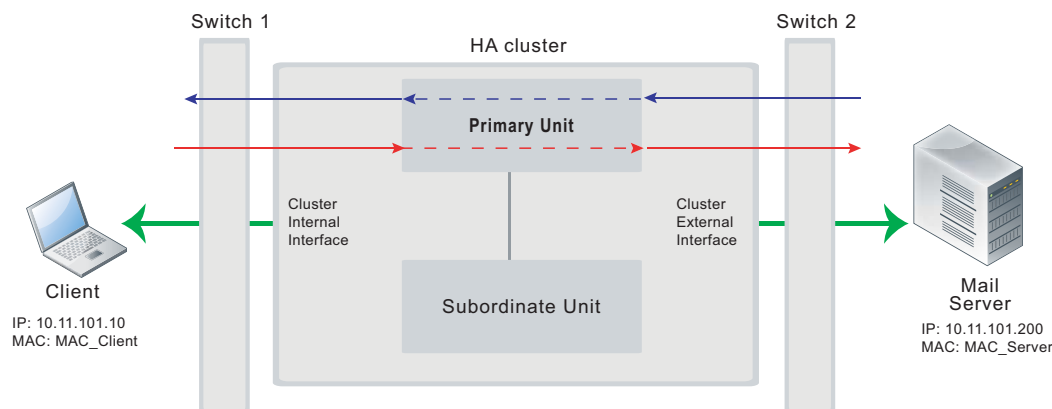 Switch 1
Switch 2
HA cluster
Primary Unit
Cluster
Internal
Interface
Cluster
External
Interface
Subordinate Unit
Client
IP: 10.11.101.10
MAC: MAC_Client
Mail
Server
IP: 10.11.101.200
MAC: MAC_Server